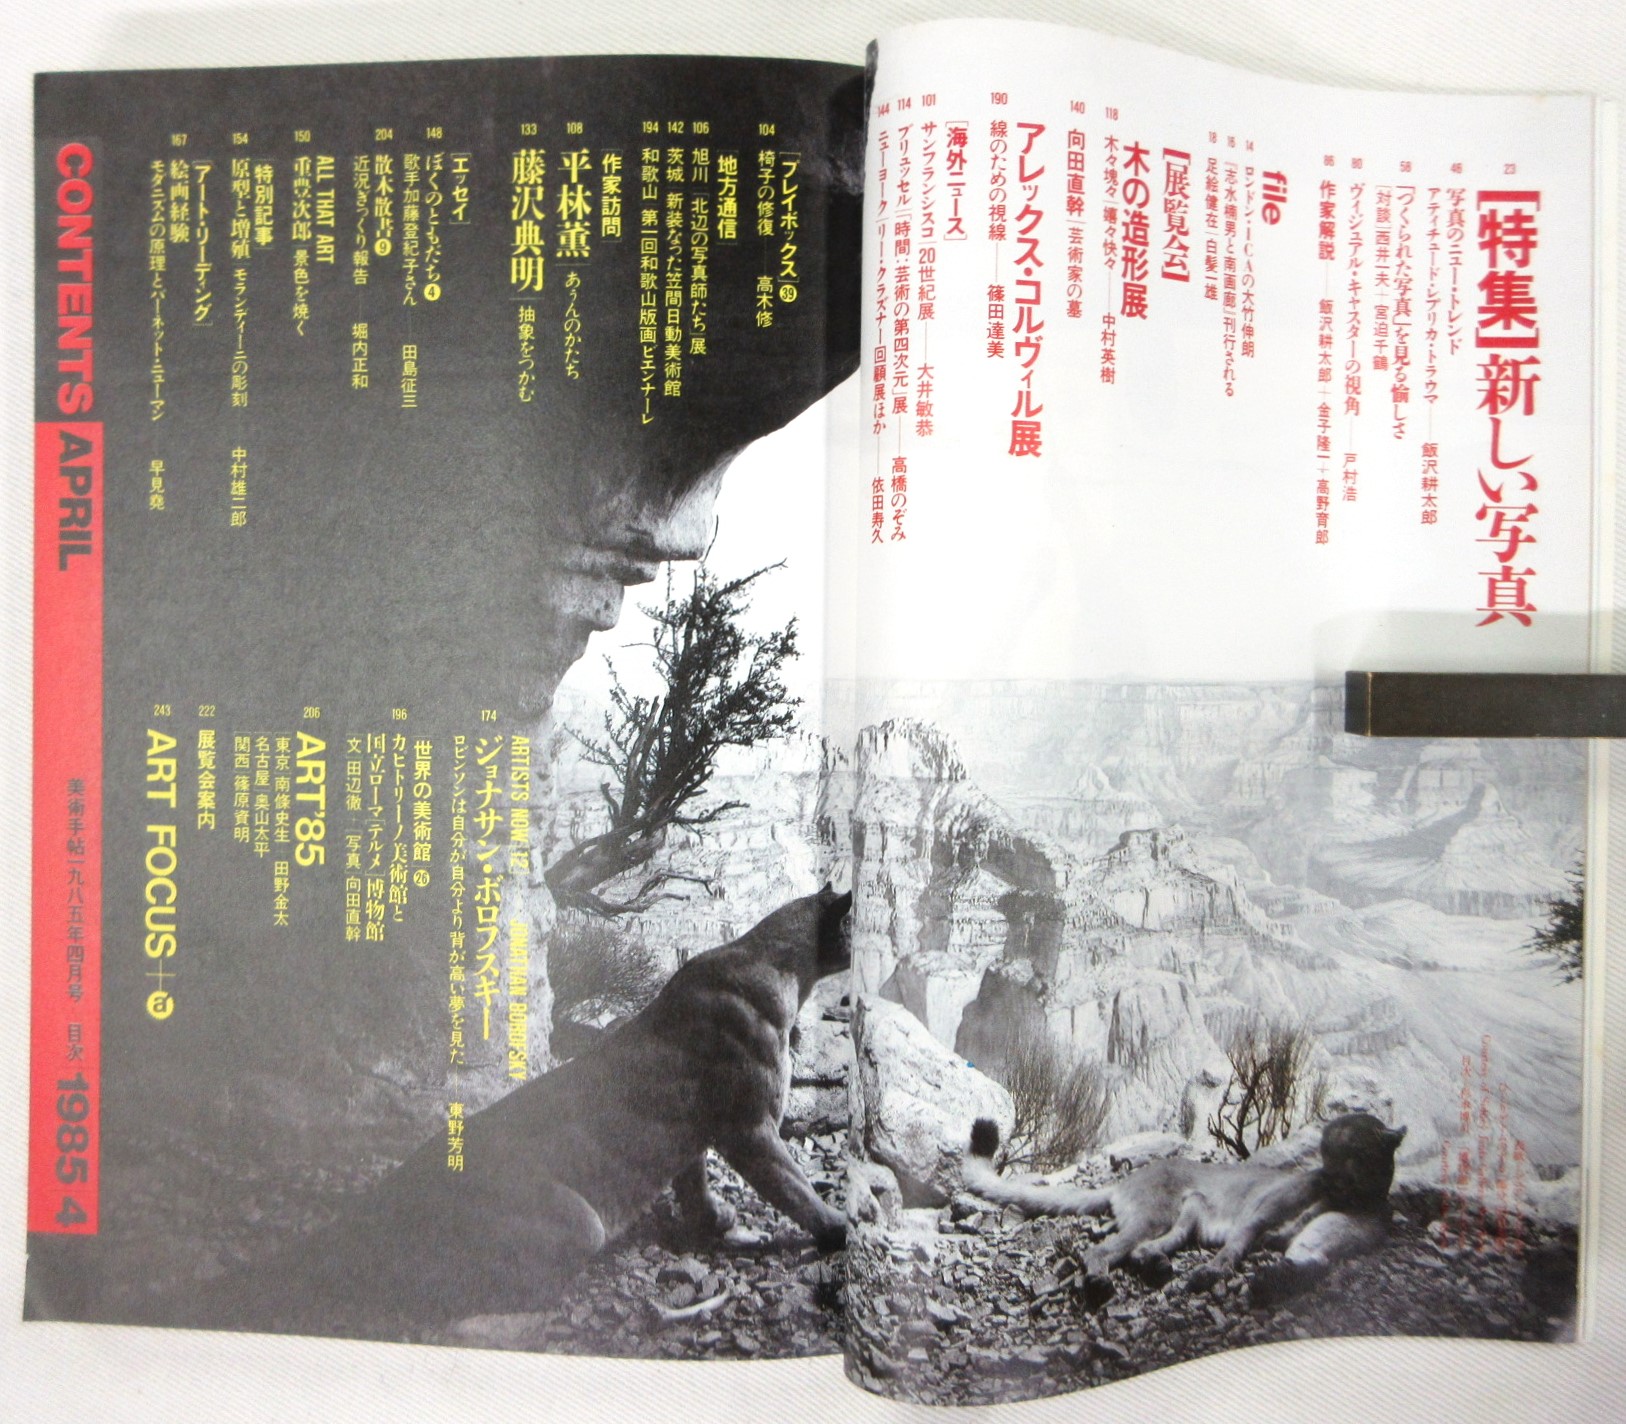 [特集]新しい写真
23
46
写真のニュー・トレンド
アティチュード・レプリカ・トラウマ——飯沢耕太郎
56
「つくられた写真」を見る愉しさ
[対談]西井一夫+宮迫千鶴
80
ヴィジュアル・キャスターの視角——戸村浩
86
作家解説——飯沢耕太郎+金子隆一+高野育郎
file
14 ロンドン・ICAの大竹伸朗
16 『志水楠男と南画廊』刊行される
18 足絵健在 白髪一雄
[展覧会]
木の造形展
118
木々塊々 嬉々快々——中村英樹
140
向田直幹 芸術家の墓
アレックス・コルヴィル展
190
線のための視線——篠田達美
[海外ニュース]
101 サンフランシスコ「20世紀展——大井敏恭
114 ブリュッセル「時間:芸術の第四次元」展——高橋のぞみ
144 ニューヨーク「リー・クラズナー回顧展ほか——依田寿久
[プレイボックス]㊴
104 椅子の修復——高木修
[地方通信]
106 旭川「北辺の写真師たち」展
142 茨城 新装なった笠間日動美術館
194 和歌山 第一回和歌山版画ビエンナーレ
[作家訪問]
108 平林薫 あぅんのかたち
133 藤沢典明 抽象をつかむ
[エッセイ]
148 ぼくのともだち❹
歌手加藤登紀子さん——田島征三
204 散木散書❾
近況ぎっくり報告——堀内正和
ALL THAT ART
150 重豊次郎 景色を焼く
[特別記事]
154 原型と増殖 モランディーニの彫刻——中村雄二郎
[アート・リーディング]
167 絵画経験
モダニズムの原理とバーネット・ニューマン 早見堯
ARTISTS NOW 12 JONATHAN BOROFSKY
174 ジョナサン・ボロフスキー
ロビンソンは自分が自分より背が高い夢を見た——東野芳明
[世界の美術館㉖
196 カピトリーノ美術館と
国立ローマ「テルメ」博物館
文 田辺徹+[写真]向田直幹
206 ART'85
東京 南條史生 田野金太
名古屋 奥山太平
関西 篠原資明
222 展覧会案内
243 ART FOCUS+a
CONTENTS APRIL
美術手帖一九八五年四月号 目次 1985 4